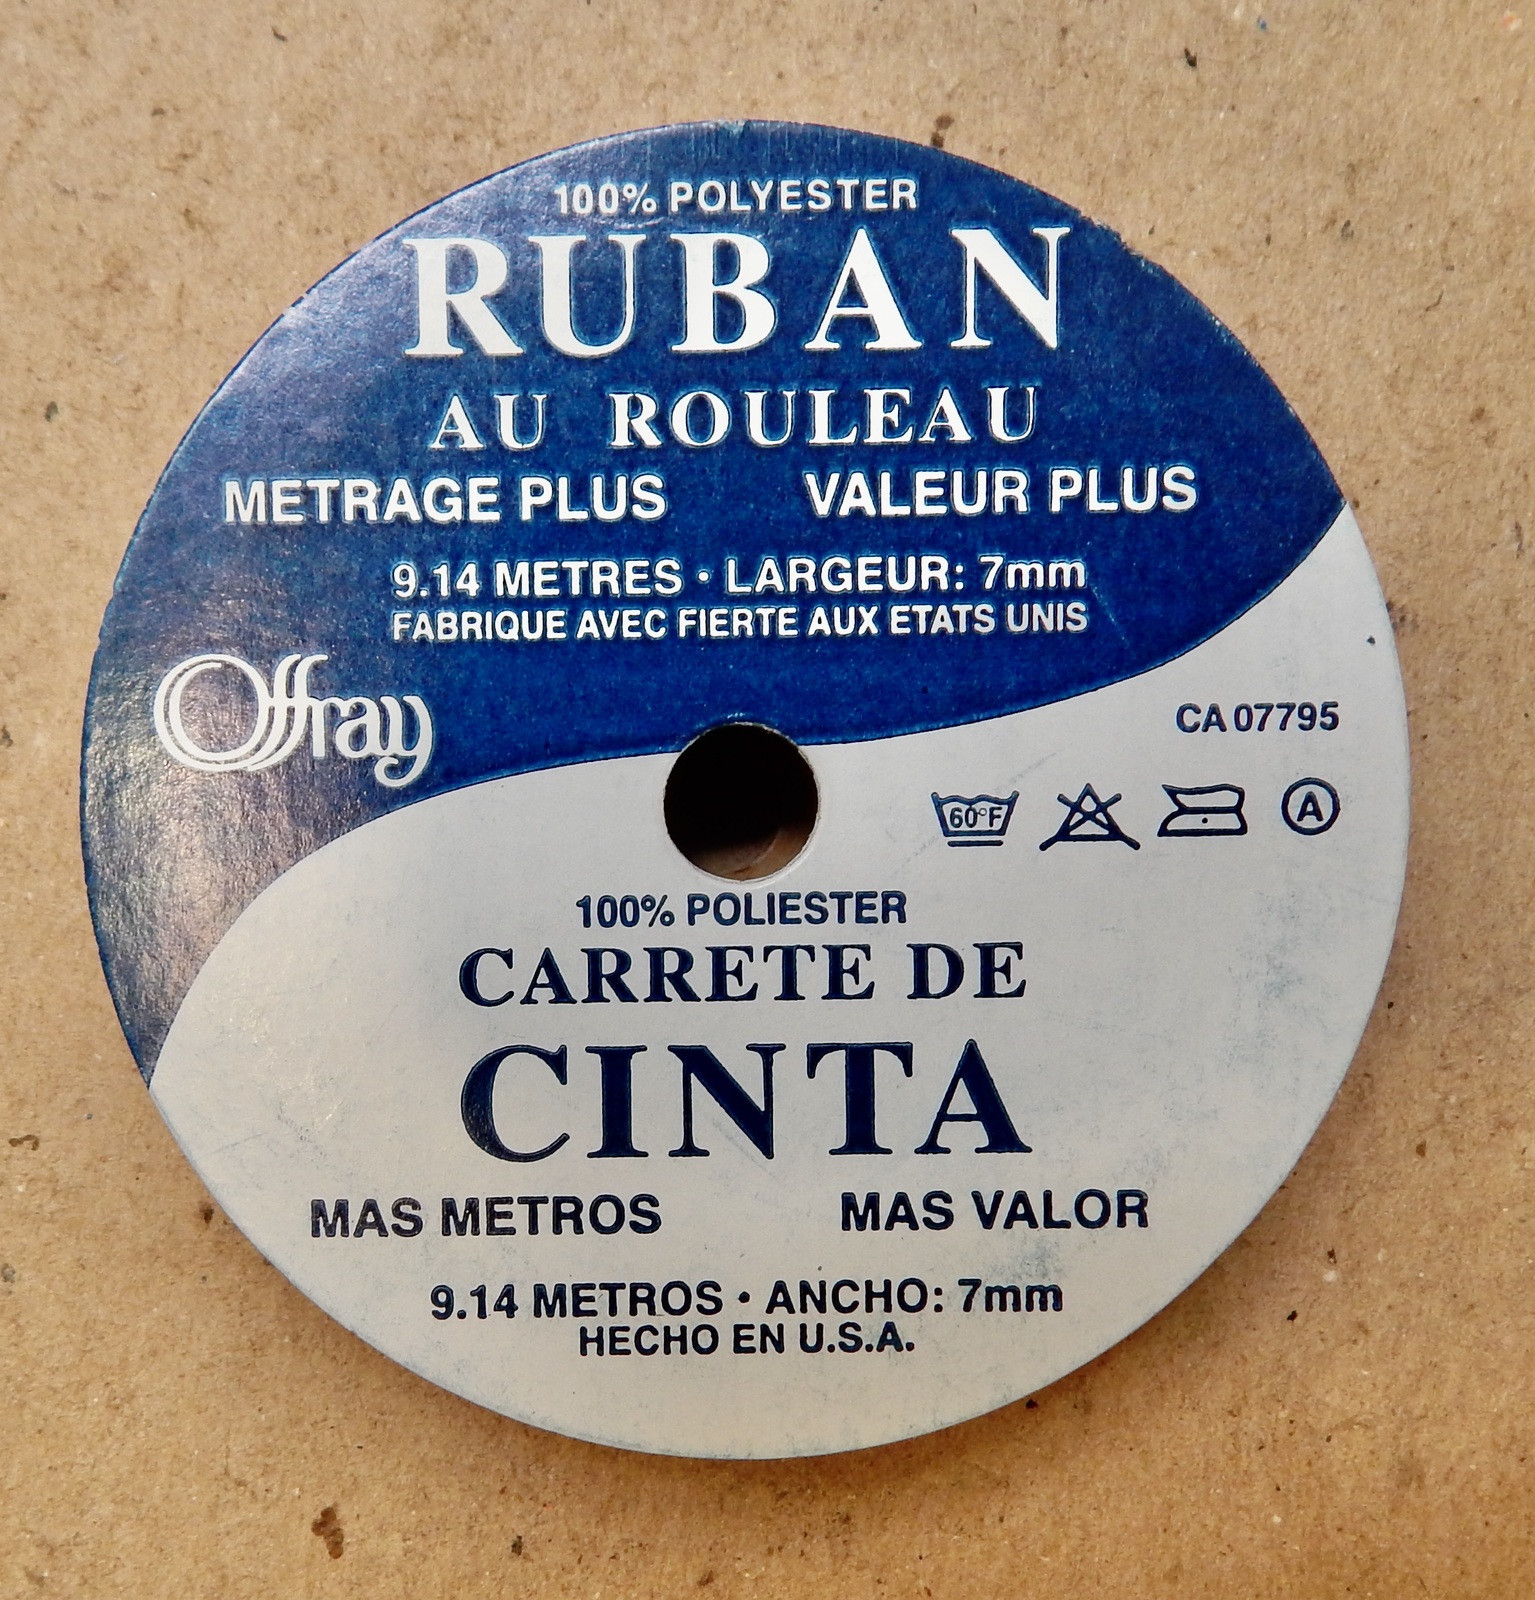 100% POLYESTER
RUBAN
AU ROULEAU
METRAGE PLUS VALEUR PLUS
9.14 METRES • LARGEUR: 7mm
FABRIQUE AVEC FIERTE AUX ETATS UNIS
Offray
CA 07795
60°F A
100% POLIESTER
CARRETE DE
CINTA
MAS METROS MAS VALOR
9.14 METROS • ANCHO: 7mm
HECHO EN U.S.A.